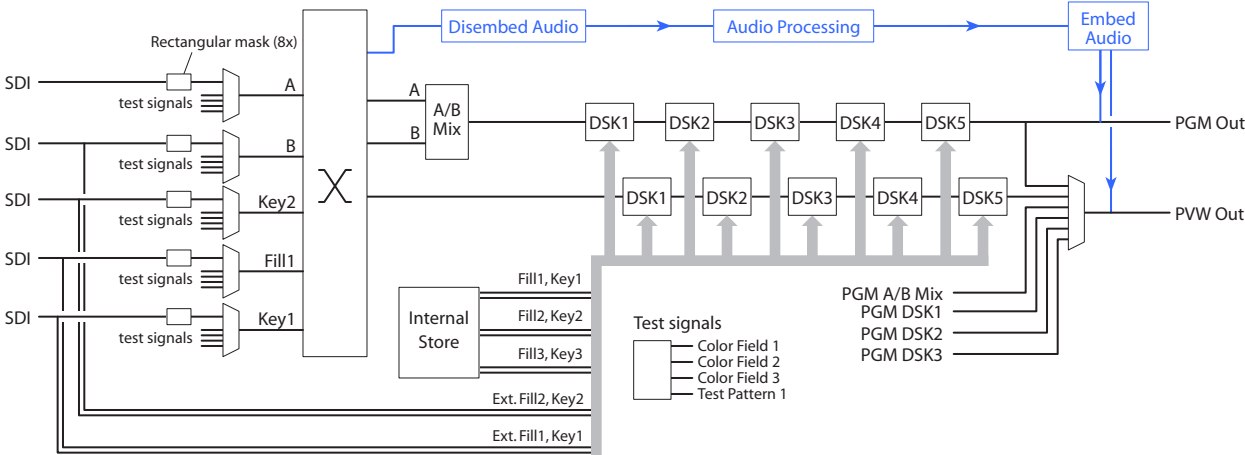 Disembed Audio
Audio Processing
Embed
Audio
Rectangular mask (8x)
SDI
test signals
A
SDI
test signals
B
SDI
test signals
Key2
SDI
test signals
Fill1
SDI
test signals
Key1
A
B
A/B
Mix
DSK1
DSK2
DSK3
DSK4
DSK5
PGM Out
DSK1
DSK2
DSK3
DSK4
DSK5
PVW Out
Internal
Store
Fill1, Key1
Fill2, Key2
Fill3, Key3
Ext. Fill2, Key2
Ext. Fill1, Key1
Test signals
Color Field 1
Color Field 2
Color Field 3
Test Pattern 1
PGM A/B Mix
PGM DSK1
PGM DSK2
PGM DSK3